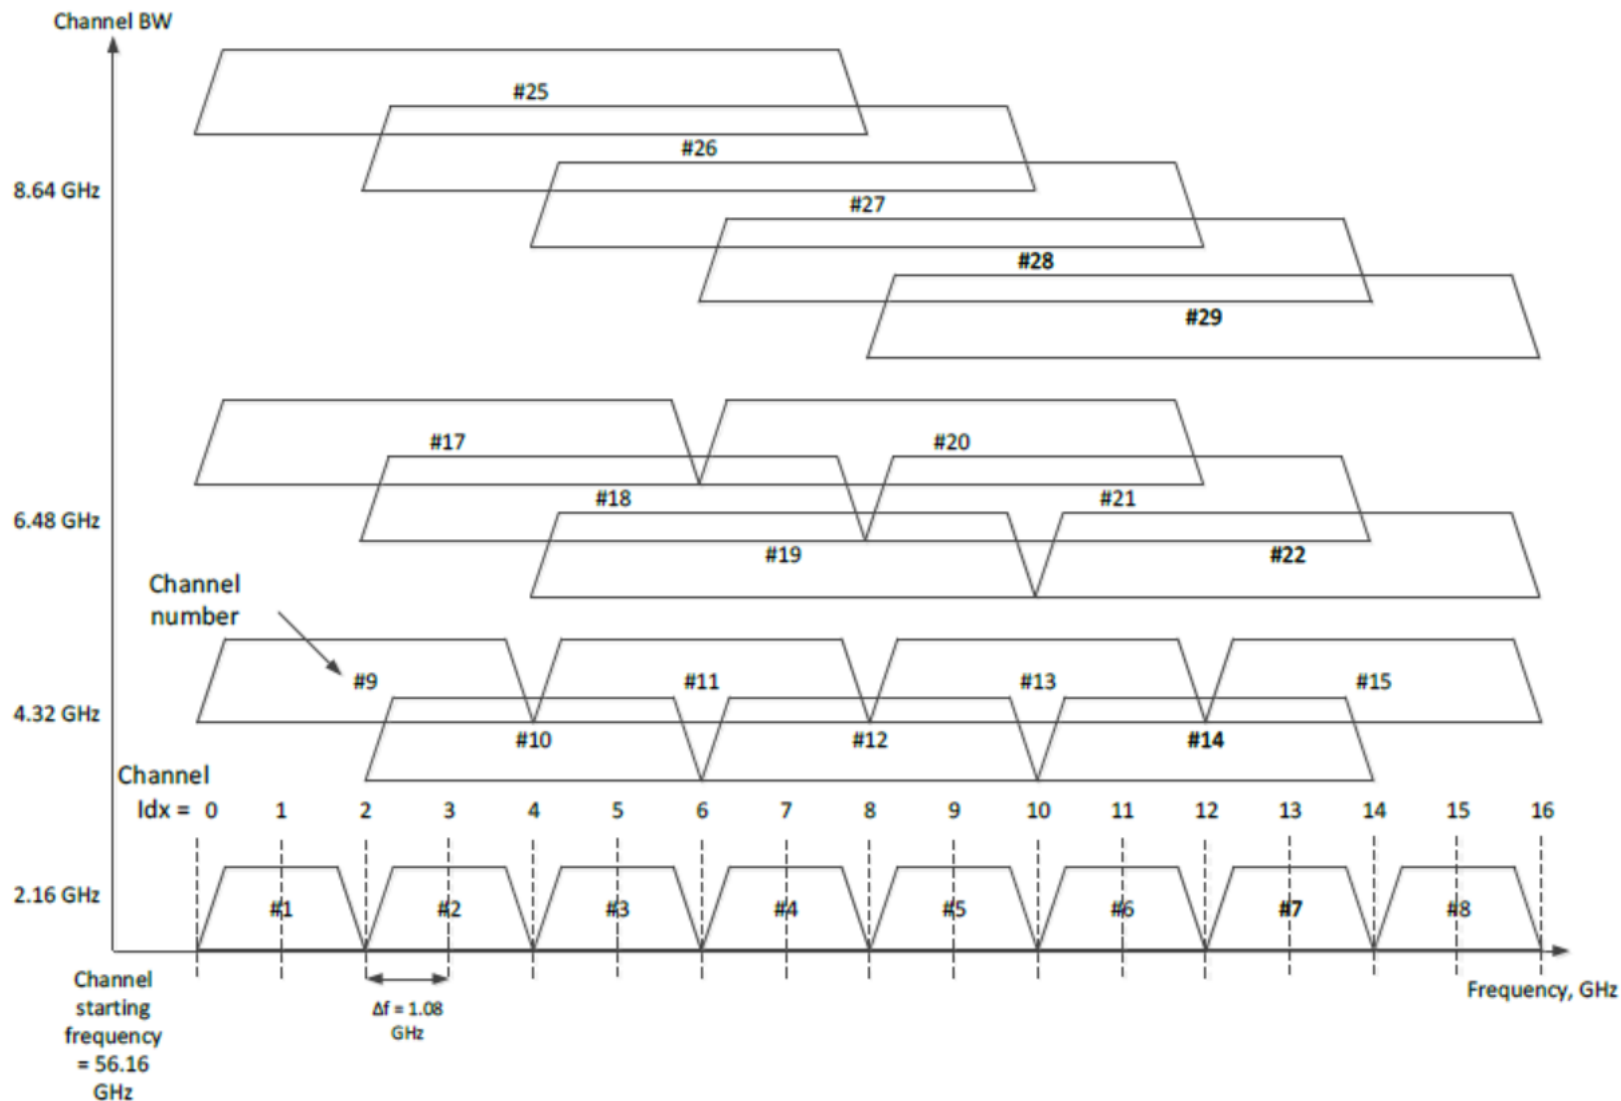 Channel BW
#25
#26
8.64 GHz
#27
#28
#29
#17
#20
#18
#21
6.48 GHz
#19
#22
Channel
number
#9
#11
#13
#15
4.32 GHz
#10
#12
#14
Channel
Idx = 0 1 2 3 4 5 6 7 8 9 10 11 12 13 14 15 16
2.16 GHz
#1 #2 #3 #4 #5 #6 #7 #8
Channel
starting
frequency
= 56.16
GHz
Δf = 1.08
GHz
Frequency, GHz